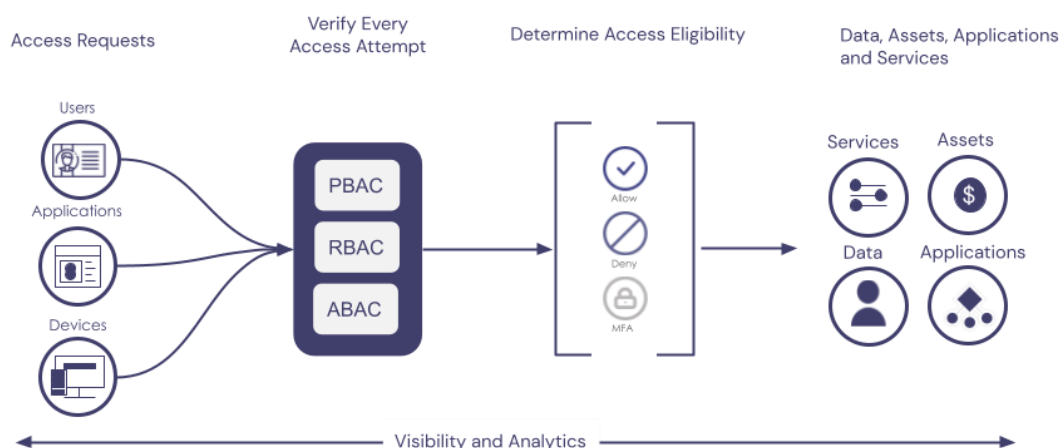 Access Requests
Verify Every
Access Attempt
Determine Access Eligibility
Data, Assets, Applications
and Services
Users
Applications
Devices
PBAC
RBAC
ABAC
Allow
Deny
MFA
Services
Assets
$
Data
Applications
Visibility and Analytics